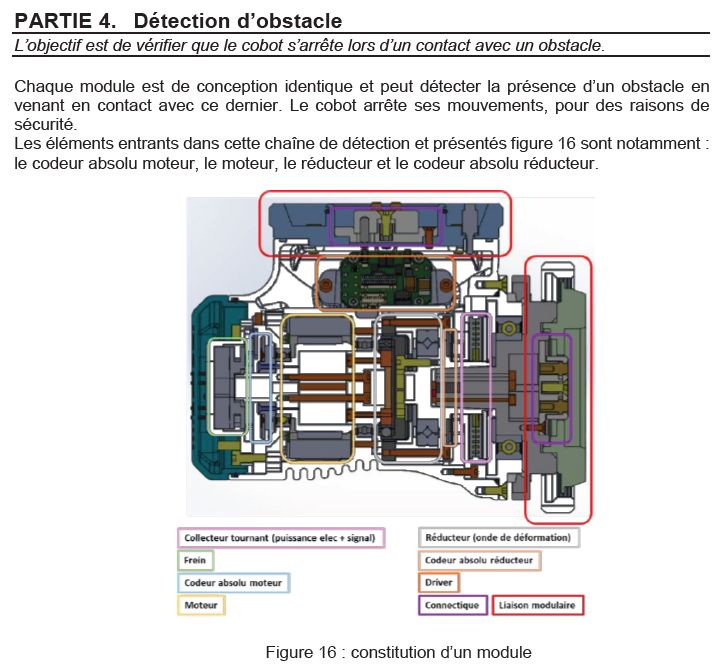 PARTIE 4. Détection d’obstacle
L’objectif est de vérifier que le cobot s’arrête lors d’un contact avec un obstacle.
Chaque module est de conception identique et peut détecter la présence d’un obstacle en
venant en contact avec ce dernier. Le cobot arrête ses mouvements, pour des raisons de
sécurité.
Les éléments entrants dans cette chaîne de détection et présentés figure 16 sont notamment :
le codeur absolu moteur, le moteur, le réducteur et le codeur absolu réducteur.
Collecteur tournant (puissance elec + signal)
Frein
Codeur absolu moteur
Moteur
Réducteur (onde de déformation)
Codeur absolu réducteur
Driver
Connectique
Liaison modulaire
Figure 16 : constitution d’un module